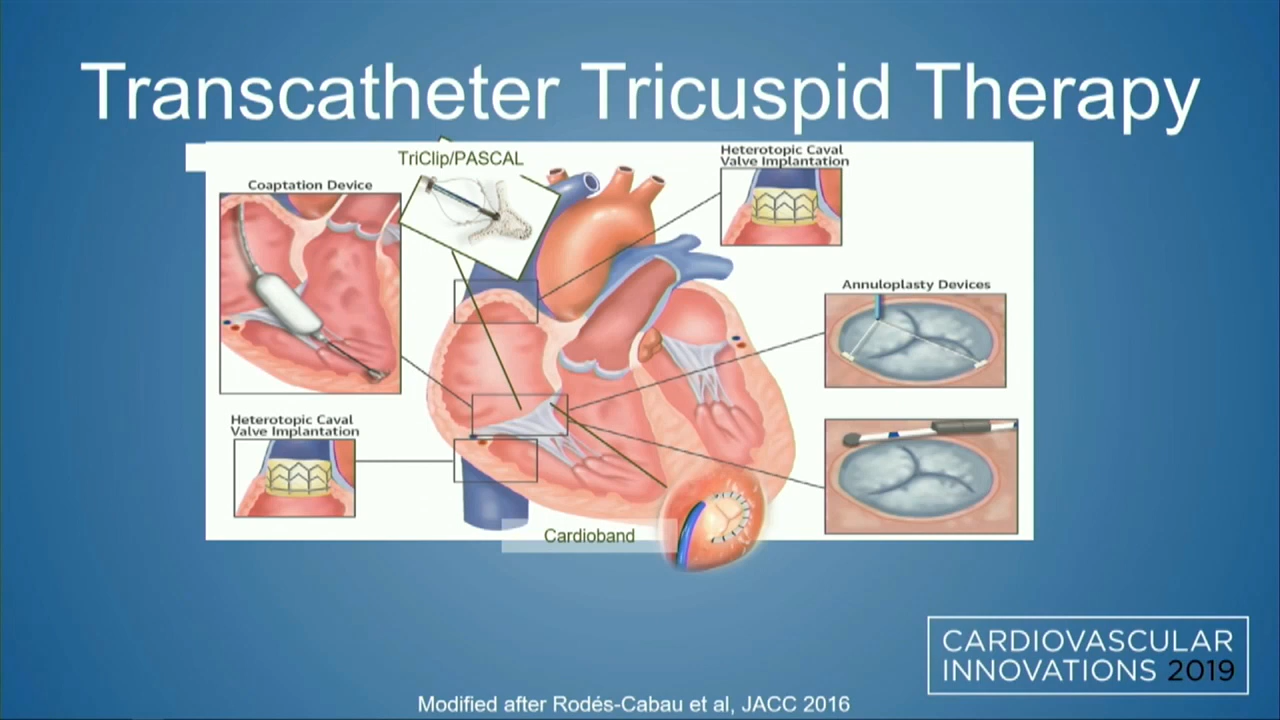 Transcatheter Tricuspid Therapy
TriClip/PASCAL
Heterotopic Caval
Valve Implantation
Coaptation Device
Annuloplasty Devices
Heterotopic Caval
Valve Implantation
Cardioband
CARDIOVASCULAR
INNOVATIONS 2019
Modified after Rodés-Cabau et al, JACC 2016